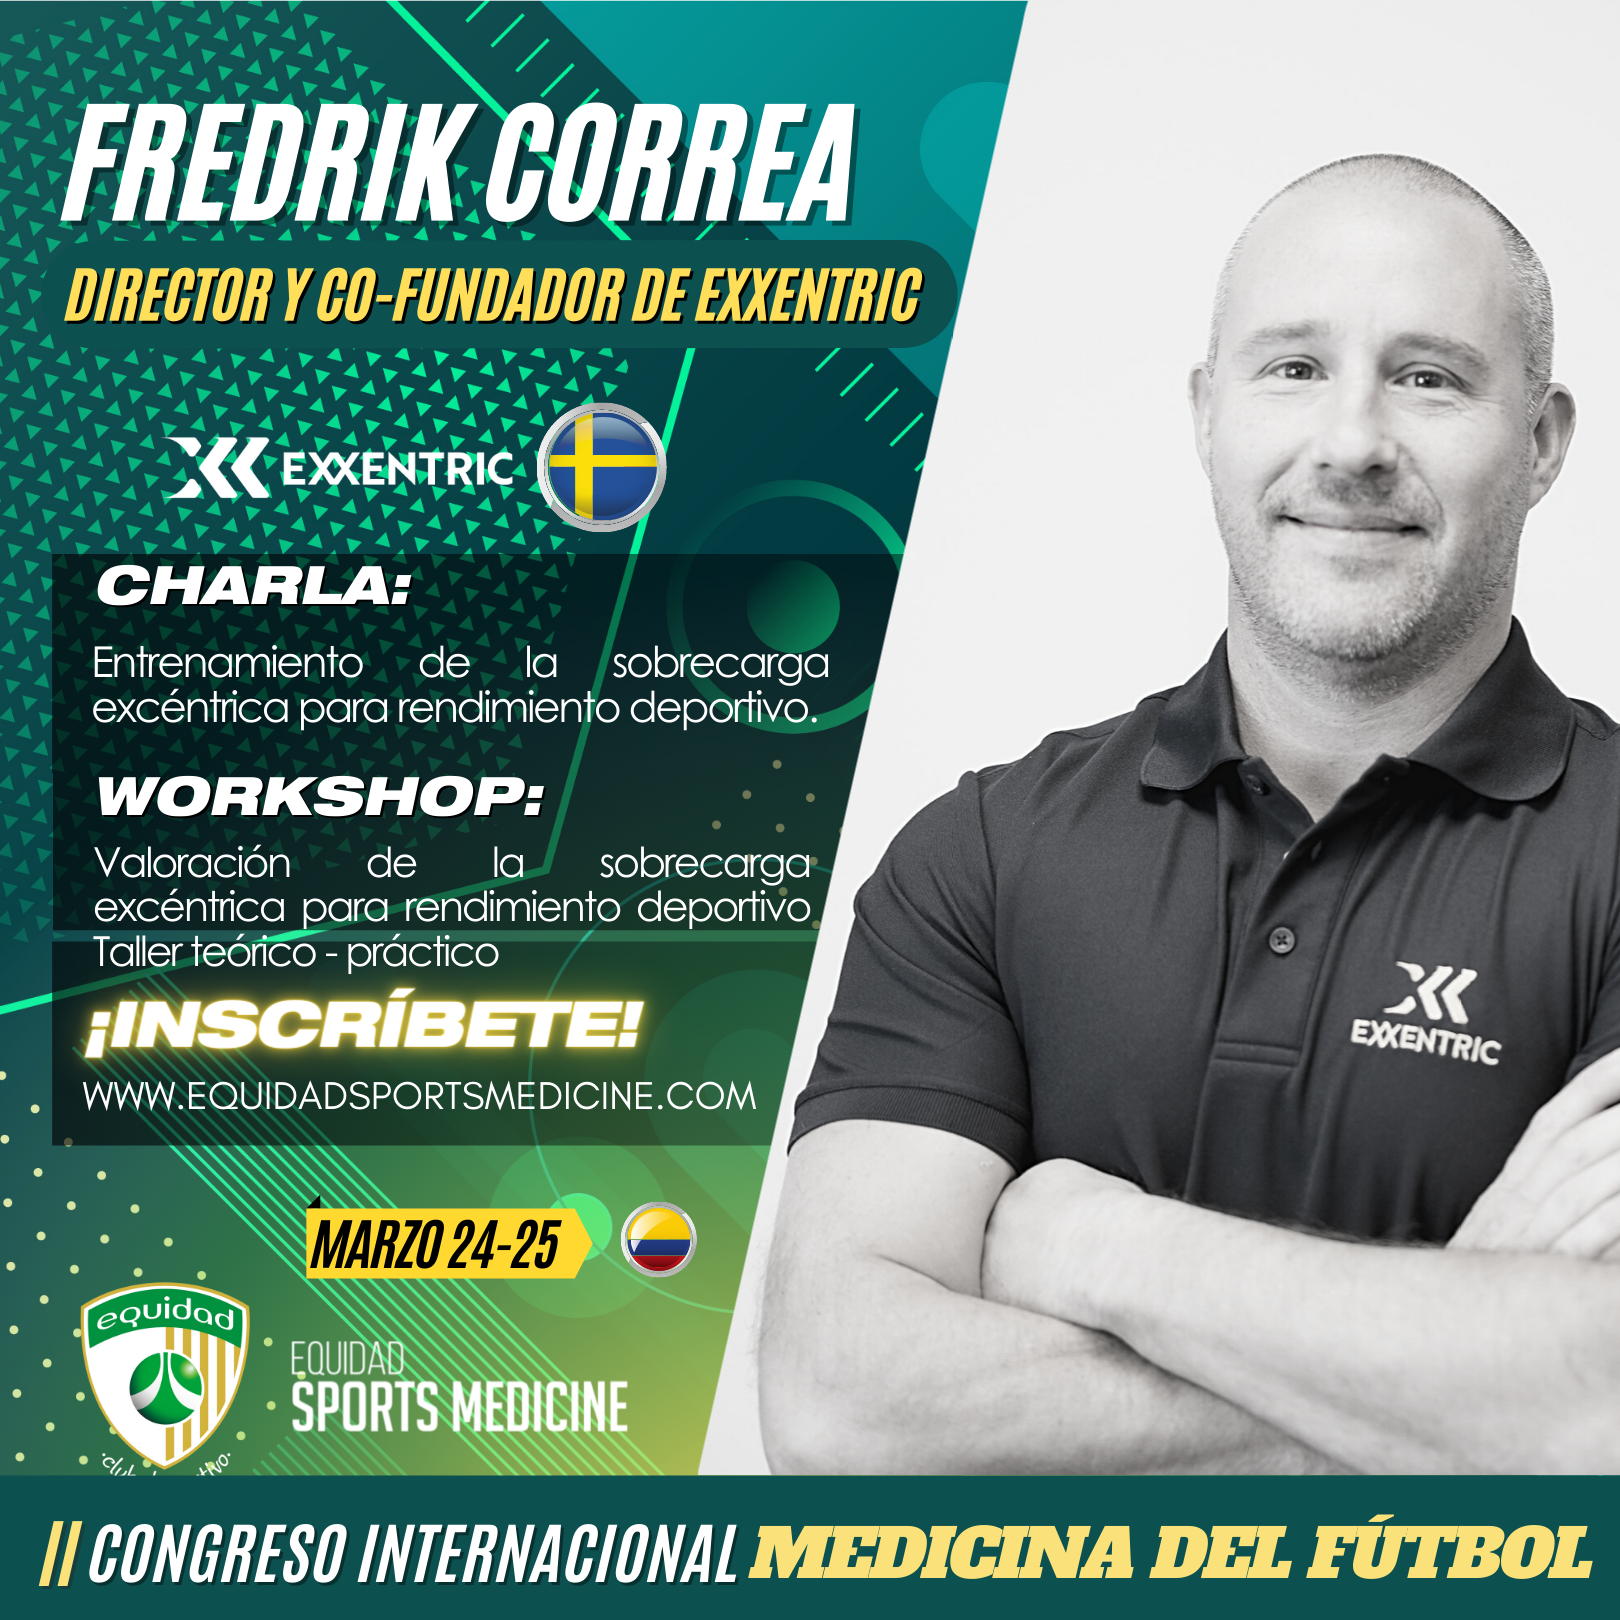 FREDRIK CORREA
DIRECTOR Y CO-FUNDADOR DE EXXENTRIC
EXXENTRIC
CHARLA:
Entrenamiento de la sobrecarga
excéntrica para rendimiento deportivo.
WORKSHOP:
Valoración de la sobrecarga
excéntrica para rendimiento deportivo
Taller teórico - práctico
¡INSCRÍBETE!
WWW.EQUIDADSPORTSMEDICINE.COM
EXXENTRIC
MARZO 24-25
equidad
EQUIDAD
SPORTS MEDICINE
II CONGRESO INTERNACIONAL MEDICINA DEL FÚTBOL